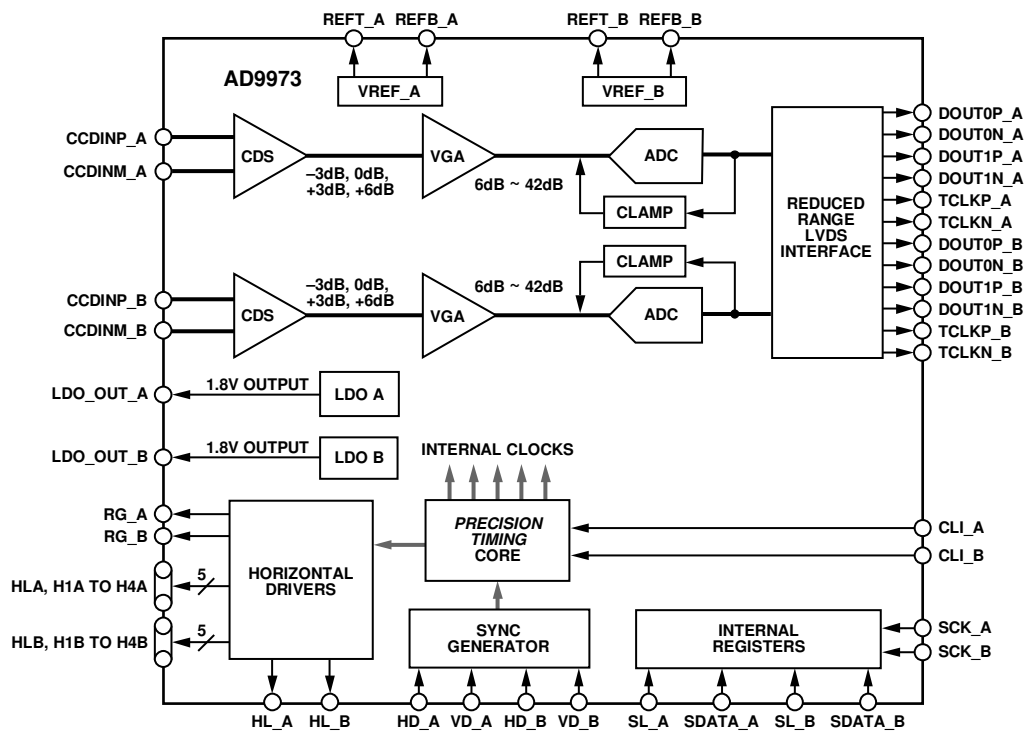 REFT_A REFB_A
REFT_B REFB_B
AD9973
VREF_A
VREF_B
CCDINP_A
CCDINM_A
CDS
–3dB, 0dB,
+3dB, +6dB
VGA
6dB ~ 42dB
ADC
CLAMP
REDUCED
RANGE
LVDS
INTERFACE
DOUT0P_A
DOUT0N_A
DOUT1P_A
DOUT1N_A
TCLKP_A
TCLKN_A
DOUT0P_B
DOUT0N_B
DOUT1P_B
DOUT1N_B
TCLKP_B
TCLKN_B
CCDINP_B
CCDINM_B
CDS
–3dB, 0dB,
+3dB, +6dB
VGA
6dB ~ 42dB
CLAMP
ADC
LDO_OUT_A
1.8V OUTPUT
LDO A
LDO_OUT_B
1.8V OUTPUT
LDO B
INTERNAL CLOCKS
RG_A
RG_B
HLA, H1A TO H4A
5
HLB, H1B TO H4B
5
HORIZONTAL
DRIVERS
PRECISION
TIMING
CORE
CLI_A
CLI_B
SYNC
GENERATOR
INTERNAL
REGISTERS
SCK_A
SCK_B
HL_A HL_B HD_A VD_A HD_B VD_B SL_A SDATA_A SL_B SDATA_B